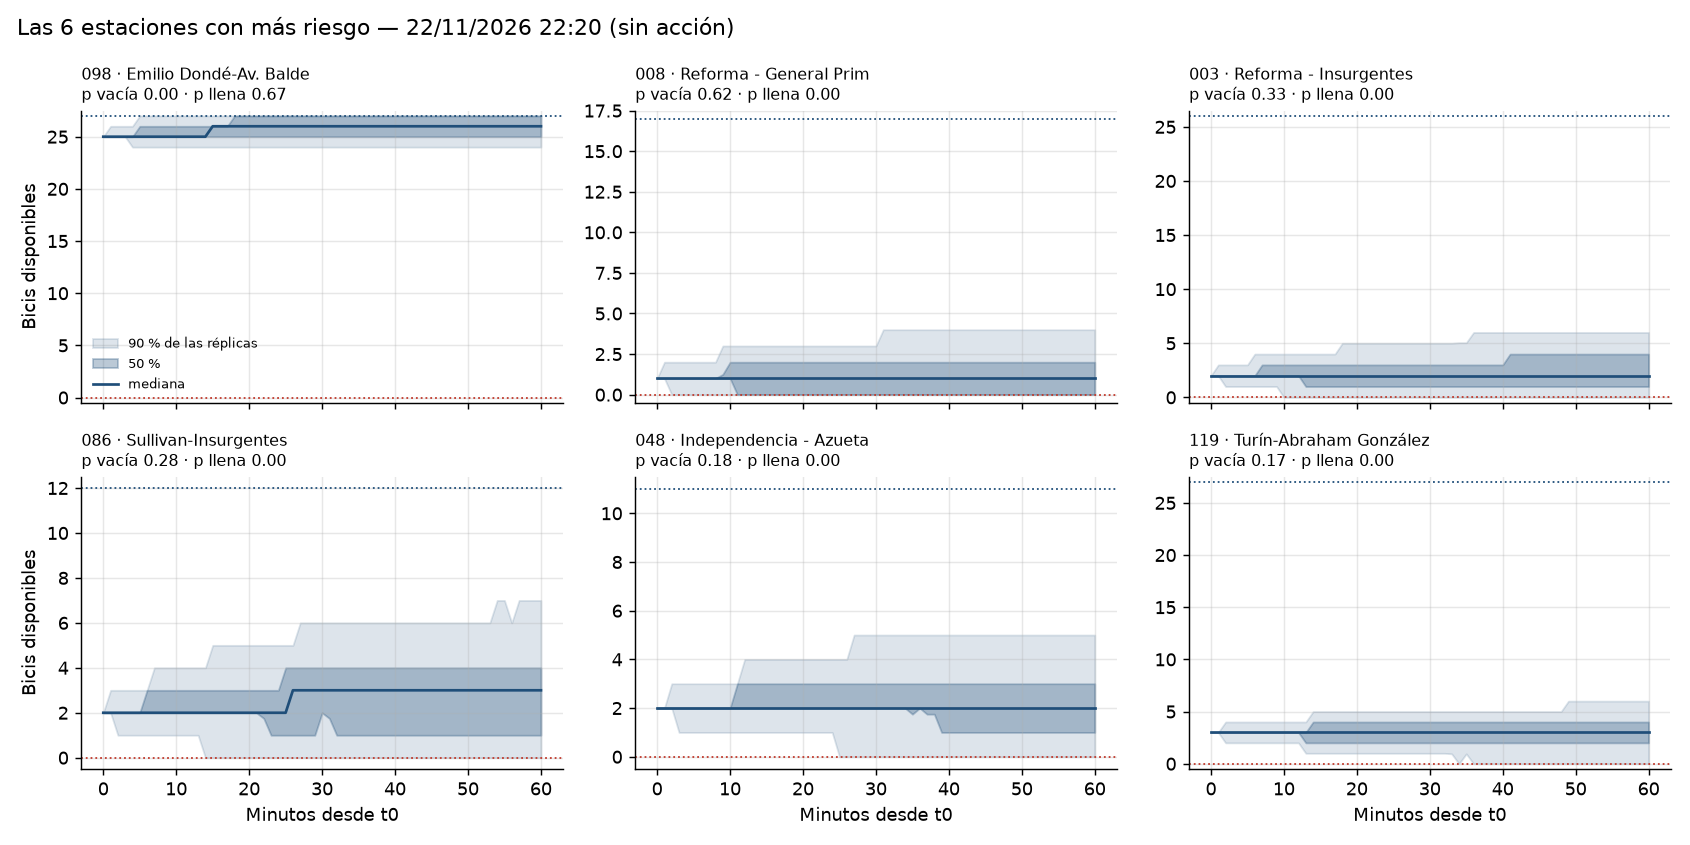 Las 6 estaciones con más riesgo — 22/11/2026 22:20 (sin acción)
098 · Emilio Dondé-Av. Balde
p vacía 0.00 · p llena 0.67
25
20
15
10
5
0
Bicis disponibles
90 % de las réplicas
50 %
mediana
008 · Reforma - General Prim
p vacía 0.62 · p llena 0.00
17.5
15.0
12.5
10.0
7.5
5.0
2.5
0.0
003 · Reforma - Insurgentes
p vacía 0.33 · p llena 0.00
25
20
15
10
5
0
086 · Sullivan-Insurgentes
p vacía 0.28 · p llena 0.00
12
10
8
6
4
2
0
Bicis disponibles
0 10 20 30 40 50 60
Minutos desde t0
048 · Independencia - Azueta
p vacía 0.18 · p llena 0.00
10
8
6
4
2
0
0 10 20 30 40 50 60
Minutos desde t0
119 · Turín-Abraham González
p vacía 0.17 · p llena 0.00
25
20
15
10
5
0
0 10 20 30 40 50 60
Minutos desde t0